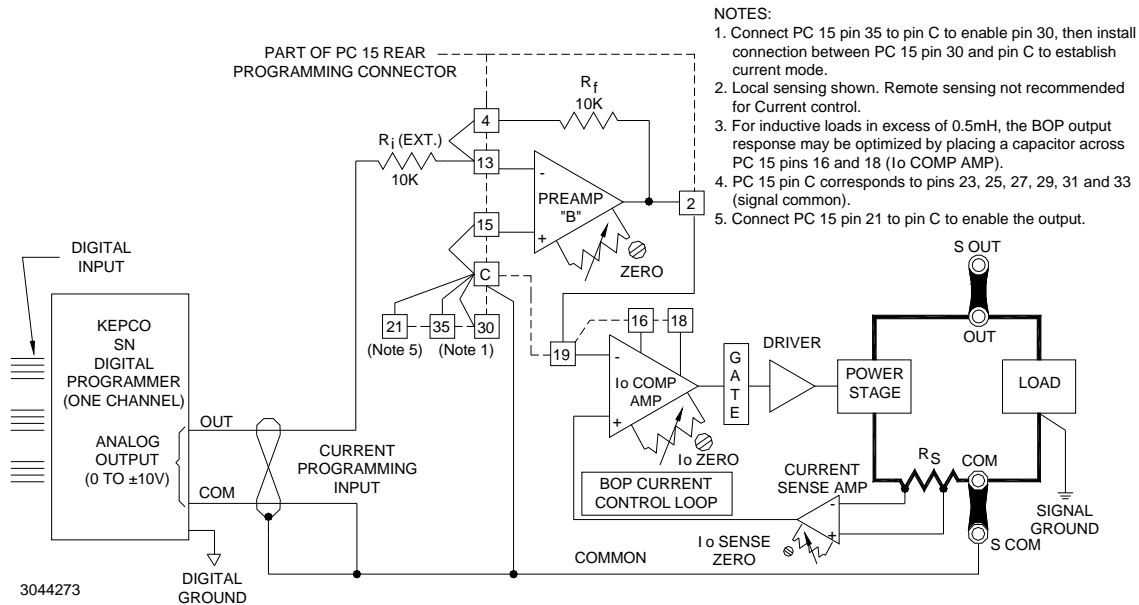 NOTES:
1. Connect PC 15 pin 35 to pin C to enable pin 30, then install
connection between PC 15 pin 30 and pin C to establish
current mode.
2. Local sensing shown. Remote sensing not recommended
for Current control.
3. For inductive loads in excess of 0.5mH, the BOP output
response may be optimized by placing a capacitor across
PC 15 pins 16 and 18 (Io COMP AMP).
4. PC 15 pin C corresponds to pins 23, 25, 27, 29, 31 and 33
(signal common).
5. Connect PC 15 pin 21 to pin C to enable the output.
PART OF PC 15 REAR
PROGRAMMING CONNECTOR
Rf
10K
4
Ri (EXT.)
10K
13
-
PREAMP
"B"
+
2
15
ZERO
C
21
35
30
(Note 5)
(Note 1)
19
16
18
-
Io COMP
AMP
+
Io ZERO
GATE
DRIVER
POWER
STAGE
S OUT
OUT
LOAD
RS
COM
S COM
SIGNAL
GROUND
CURRENT
SENSE AMP
-
+
Io SENSE
ZERO
BOP CURRENT
CONTROL LOOP
DIGITAL
INPUT
KEPCO
SN
DIGITAL
PROGRAMMER
(ONE CHANNEL)
ANALOG
OUTPUT
(0 TO ±10V)
OUT
COM
CURRENT
PROGRAMMING
INPUT
COMMON
DIGITAL
GROUND
3044273